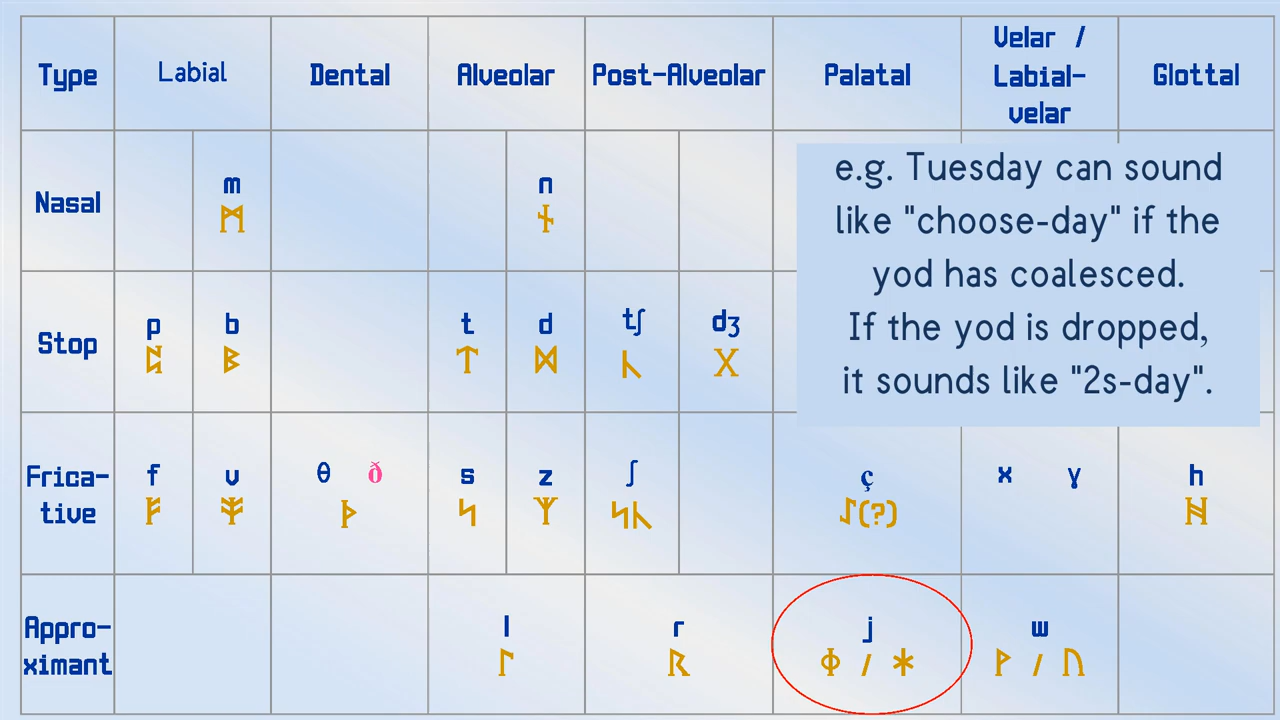 Type Labial Dental Alveolar Post-Alveolar Palatal Velar / Labial-velar Glottal
Nasal m n
ᛗ ᚾ
Stop p b t d tʃ dʒ
ᛈ ᛒ ᛏ ᛞ ᚳ ᚷ
Frica-tive f v θ ð s z ʃ ç x ɣ h
ᚠ ᚦ ᛋ ᛉ ᛋᚳ ᛇ(?) ᚻ
Appro-ximant l r j w
ᛚ ᚱ / ᚹ / ᚢ
e.g. Tuesday can sound
like "choose-day" if the
yod has coalesced.
If the yod is dropped,
it sounds like "2s-day".